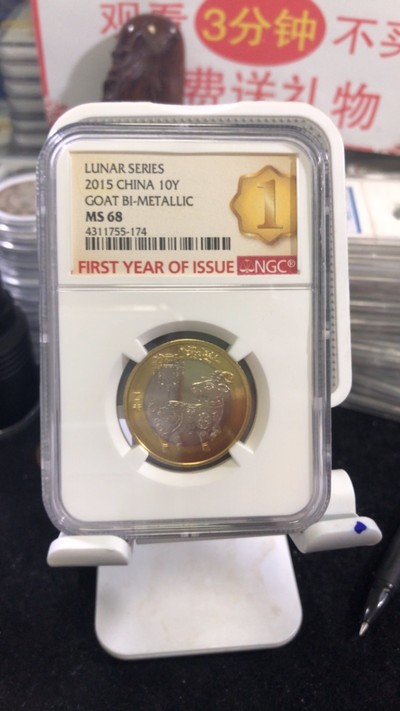 观看3分钟不买
费送礼物
LUNAR SERIES
2015 CHINA 10Y
GOAT BI-METALLIC
MS 68
4311755-174
1
FIRST YEAR OF ISSUE NGC®